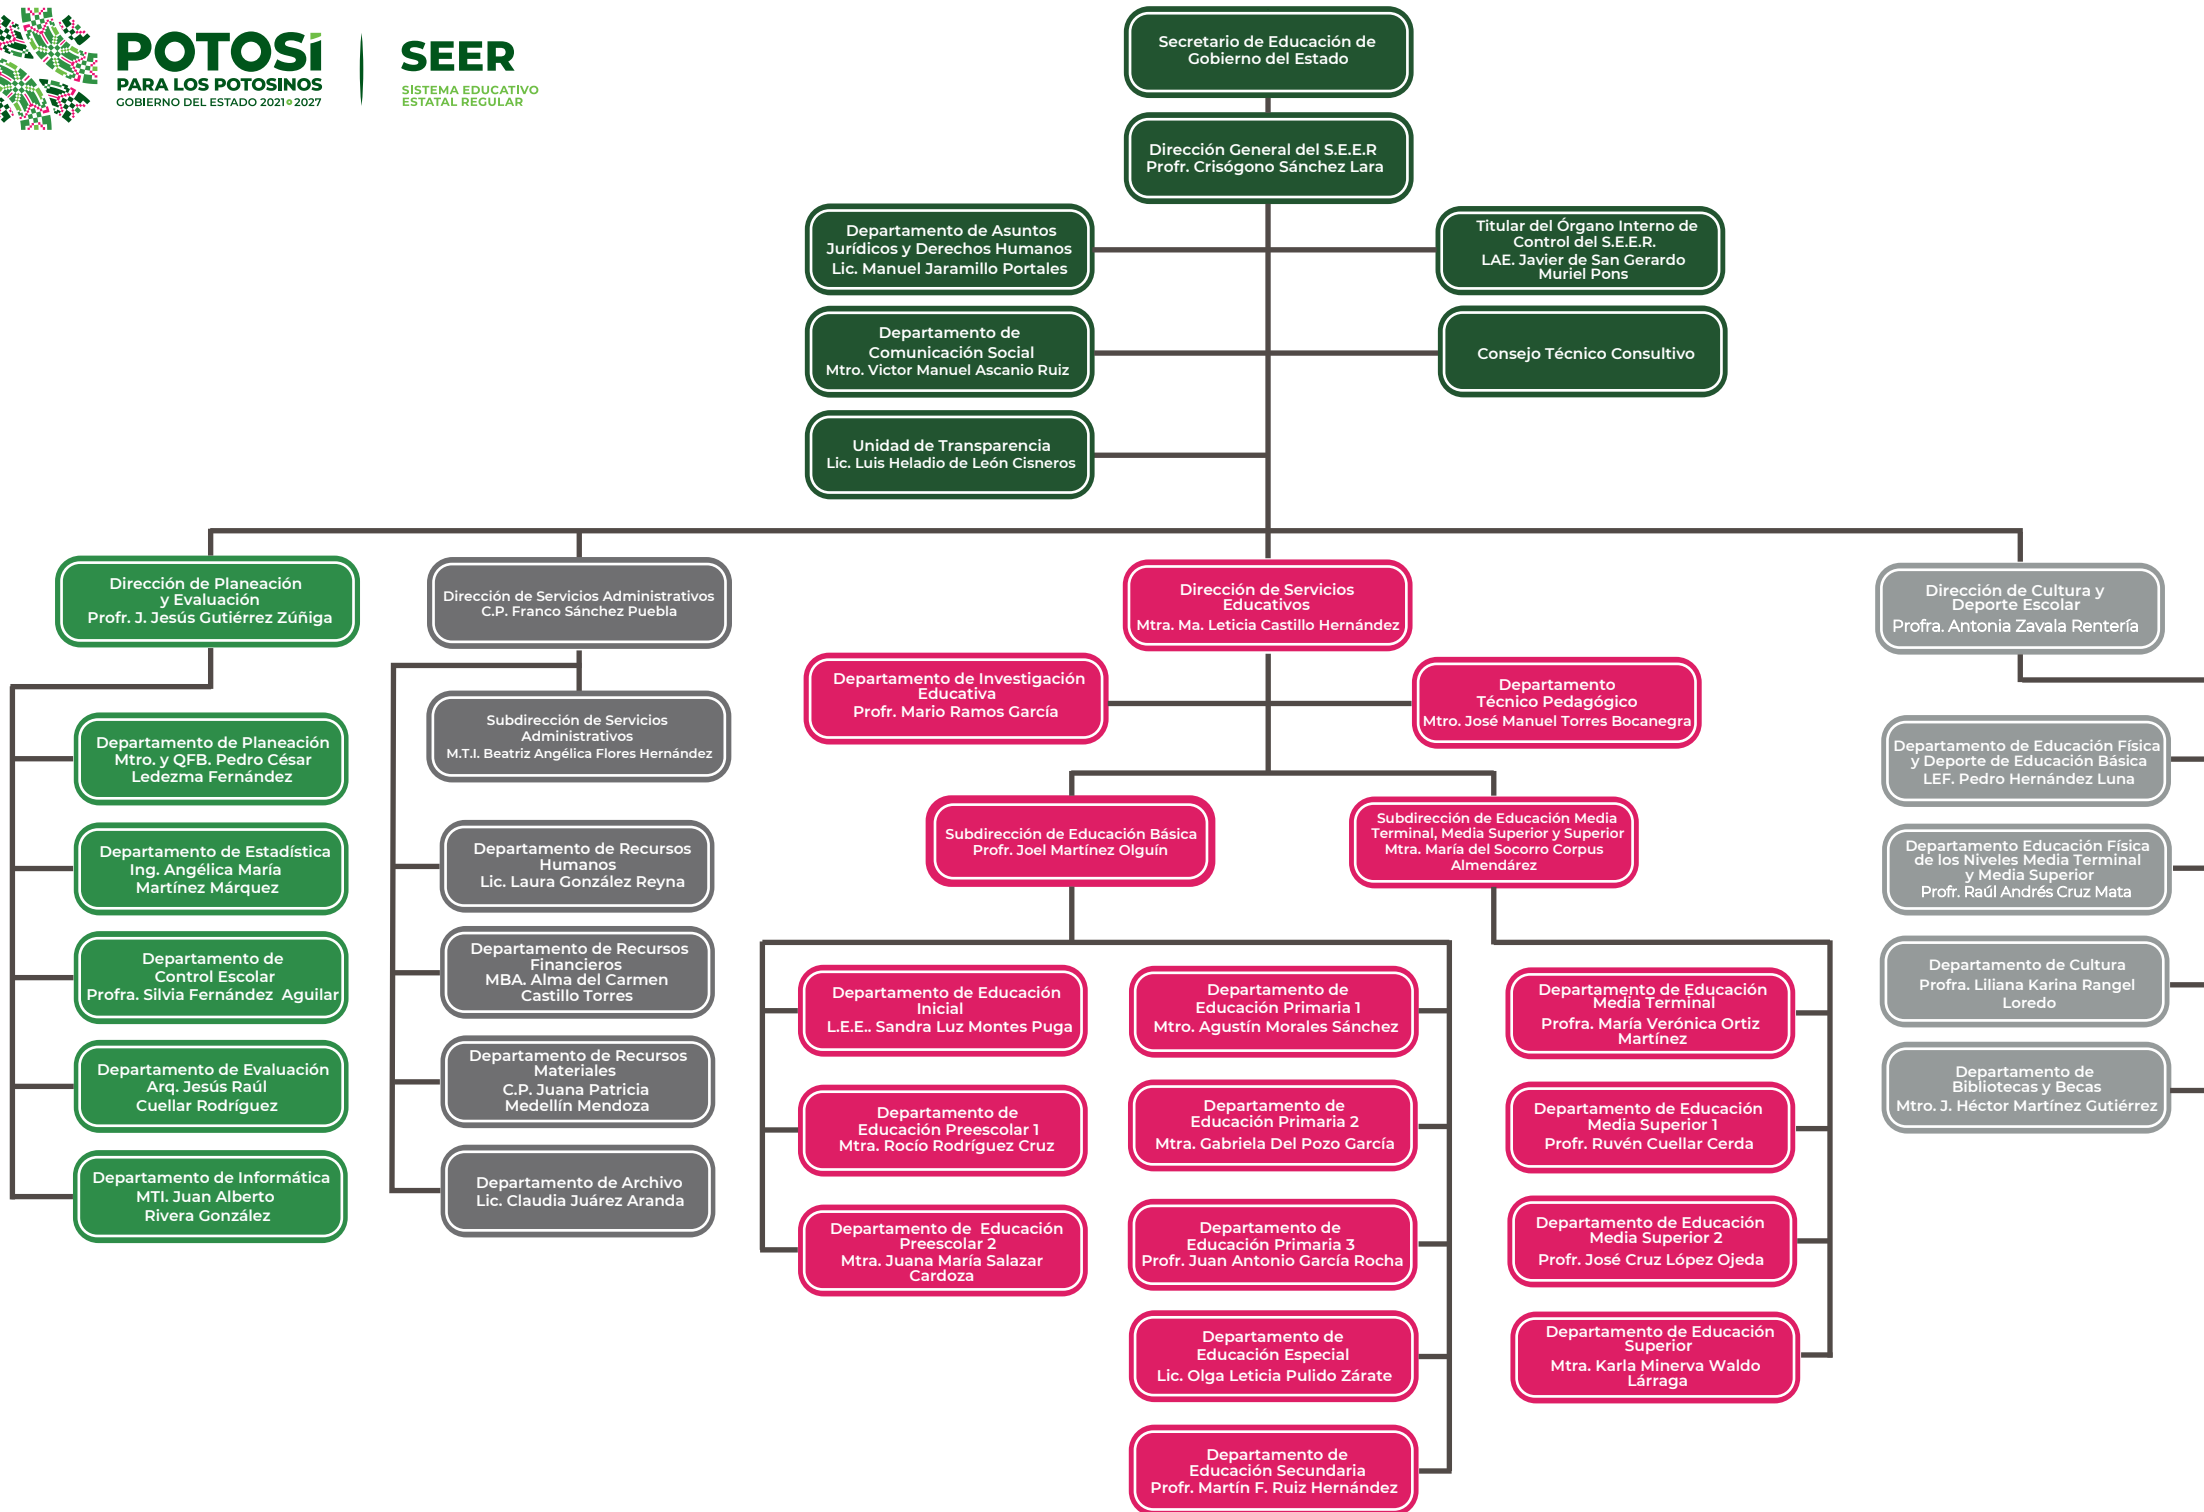 POTOSÍ
PARA LOS POTOSINOS
GOBIERNO DEL ESTADO 2021 2027
SEER
SISTEMA EDUCATIVO
ESTATAL REGULAR
Secretario de Educación de
Gobierno del Estado
Dirección General del S.E.E.R
Profr. Crisógono Sánchez Lara
Departamento de Asuntos
Jurídicos y Derechos Humanos
Lic. Manuel Jaramillo Portales
Titular del Órgano Interno de
Control del S.E.E.R.
LAE. Javier de San Gerardo
Muriel Pons
Departamento de
Comunicación Social
Mtro. Victor Manuel Ascanio Ruiz
Consejo Técnico Consultivo
Unidad de Transparencia
Lic. Luis Heladio de León Cisneros
Dirección de Planeación
y Evaluación
Profr. J. Jesús Gutiérrez Zúñiga
Departamento de Planeación
Mtro. y QFB. Pedro César
Ledezma Fernández
Departamento de Estadística
Ing. Angélica María
Martínez Márquez
Departamento de
Control Escolar
Profra. Silvia Fernández  Aguilar
Departamento de Evaluación
Arq. Jesús Raúl
Cuellar Rodríguez
Departamento de Informática
MTI. Juan Alberto
Rivera González
Dirección de Servicios Administrativos
C.P. Franco Sánchez Puebla
Subdirección de Servicios
Administrativos
M.T.I. Beatriz Angélica Flores Hernández
Departamento de Recursos
Humanos
Lic. Laura González Reyna
Departamento de Recursos
Financieros
MBA. Alma del Carmen
Castillo Torres
Departamento de Recursos
Materiales
C.P. Juana Patricia
Medellín Mendoza
Departamento de Archivo
Lic. Claudia Juárez Aranda
Dirección de Servicios
Educativos
Mtra. Ma. Leticia Castillo Hernández
Departamento de Investigación
Educativa
Profr. Mario Ramos García
Departamento
Técnico Pedagógico
Mtro. José Manuel Torres Bocanegra
Subdirección de Educación Básica
Profr. Joel Martínez Olguín
Subdirección de Educación Media
Terminal, Media Superior y Superior
Mtra. María del Socorro Corpus
Almendárez
Departamento de Educación
Inicial
L.E.E.. Sandra Luz Montes Puga
Departamento de
Educación Preescolar 1
Mtra. Rocío Rodríguez Cruz
Departamento de  Educación
Preescolar 2
Mtra. Juana María Salazar
Cardoza
Departamento de
Educación Primaria 1
Mtro. Agustín Morales Sánchez
Departamento de
Educación Primaria 2
Mtra. Gabriela Del Pozo García
Departamento de
Educación Primaria 3
Profr. Juan Antonio García Rocha
Departamento de
Educación Especial
Lic. Olga Leticia Pulido Zárate
Departamento de
Educación Secundaria
Profr. Martín F. Ruiz Hernández
Departamento de Educación
Media Terminal
Profra. María Verónica Ortiz
Martínez
Departamento de Educación
Media Superior 1
Profr. Ruvén Cuellar Cerda
Departamento de Educación
Media Superior 2
Profr. José Cruz López Ojeda
Departamento de Educación
Superior
Mtra. Karla Minerva Waldo
Lárraga
Dirección de Cultura y
Deporte Escolar
Profra. Antonia Zavala Rentería
Departamento de Educación Física
y Deporte de Educación Básica
LEF. Pedro Hernández Luna
Departamento Educación Física
de los Niveles Media Terminal
y Media Superior
Profr. Raúl Andrés Cruz Mata
Departamento de Cultura
Profra. Liliana Karina Rangel
Loredo
Departamento de
Bibliotecas y Becas
Mtro. J. Héctor Martínez Gutiérrez